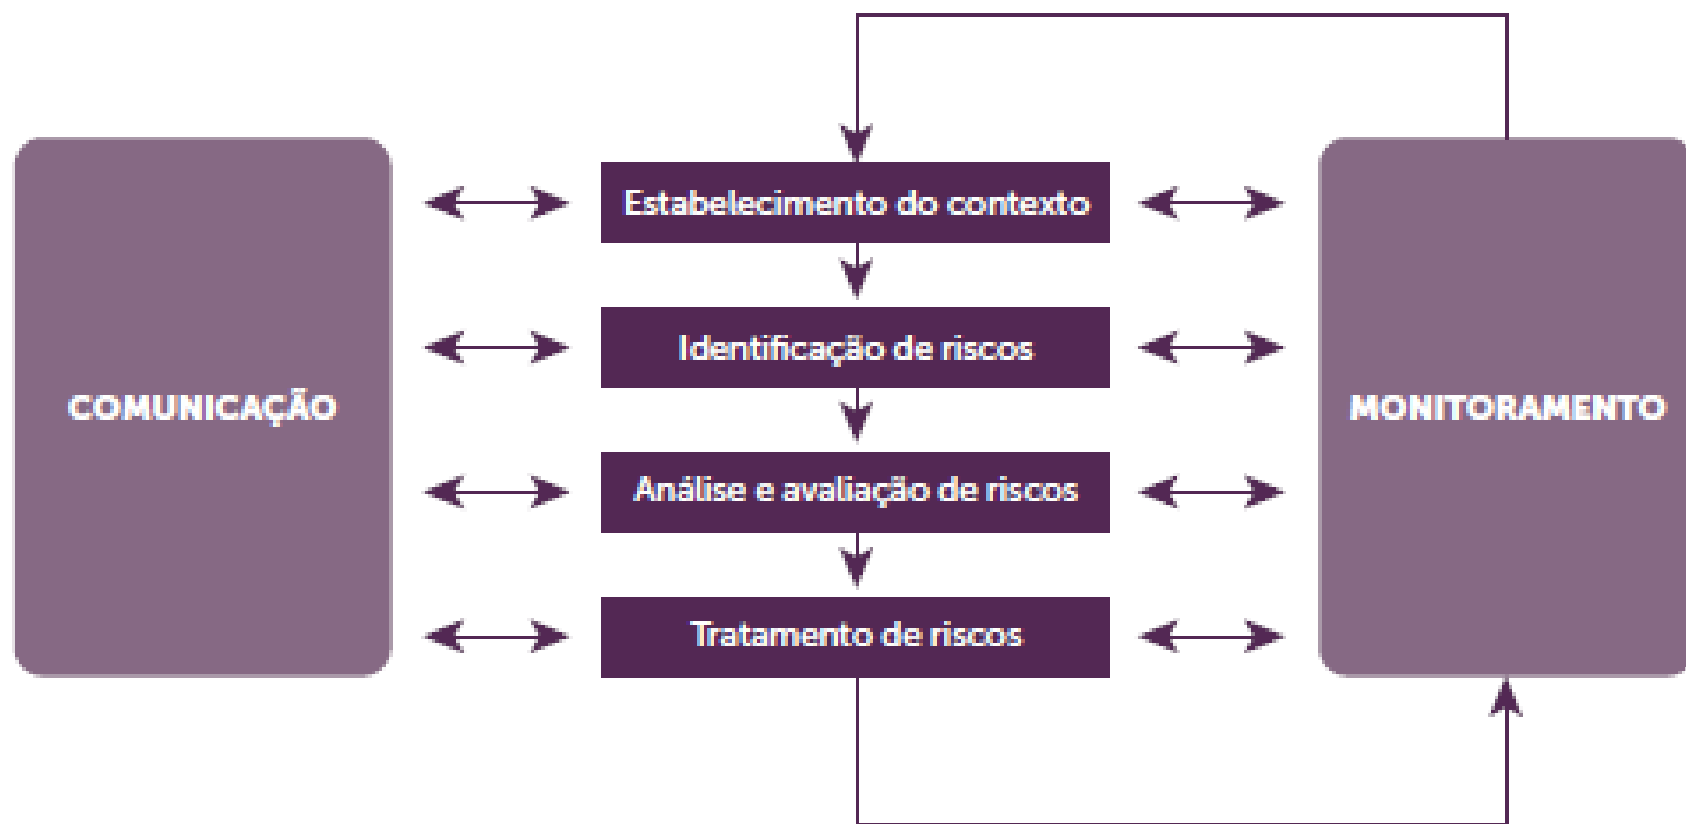 COMUNICAÇÃO
Estabelecimento do contexto
Identificação de riscos
Análise e avaliação de riscos
Tratamento de riscos
MONITORAMENTO